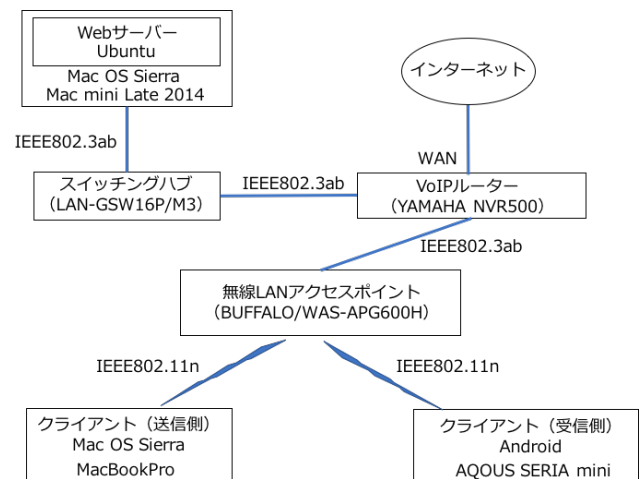 Webサーバー
Ubuntu
Mac OS Sierra
Mac mini Late 2014
インターネット
IEEE802.3ab
WAN
スイッチングハブ
（LAN-GSW16P/M3）
IEEE802.3ab
VoIPルーター
（YAMAHA NVR500）
IEEE802.3ab
無線LANアクセスポイント
（BUFFALO/WAS-APG600H）
IEEE802.11n
IEEE802.11n
クライアント（送信側）
Mac OS Sierra
MacBookPro
クライアント（受信側）
Android
AQOUS SERIA mini